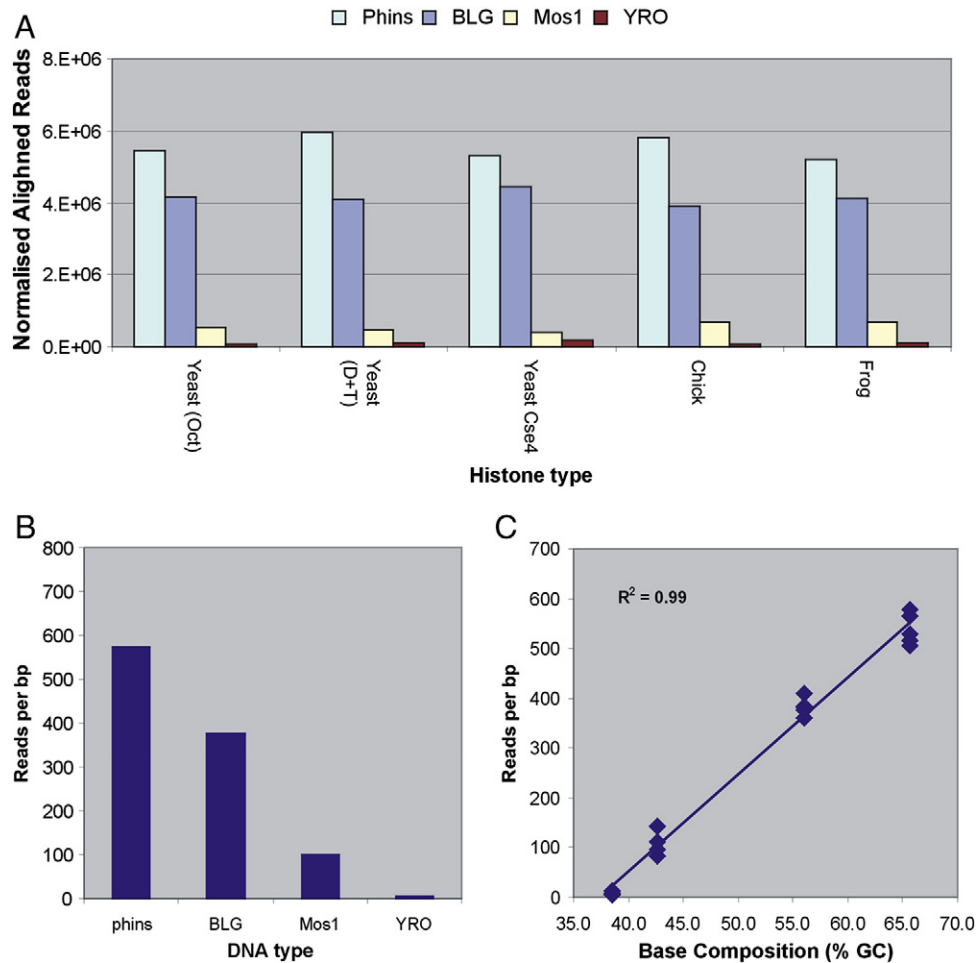 A
Phins BLG Mos1 YRO
Normalised Alighned Reads
8.E+06
6.E+06
4.E+06
2.E+06
0.E+00
Yeast (Oct)
Yeast
(D+T)
Yeast Cse4
Chick
Frog
Histone type
B
Reads per bp
800
700
600
500
400
300
200
100
0
phins BLG Mos1 YRO
DNA type
C
Reads per bp
700
600
500
400
300
200
100
0
R² = 0.99
35.0 40.0 45.0 50.0 55.0 60.0 65.0 70.0
Base Composition (% GC)